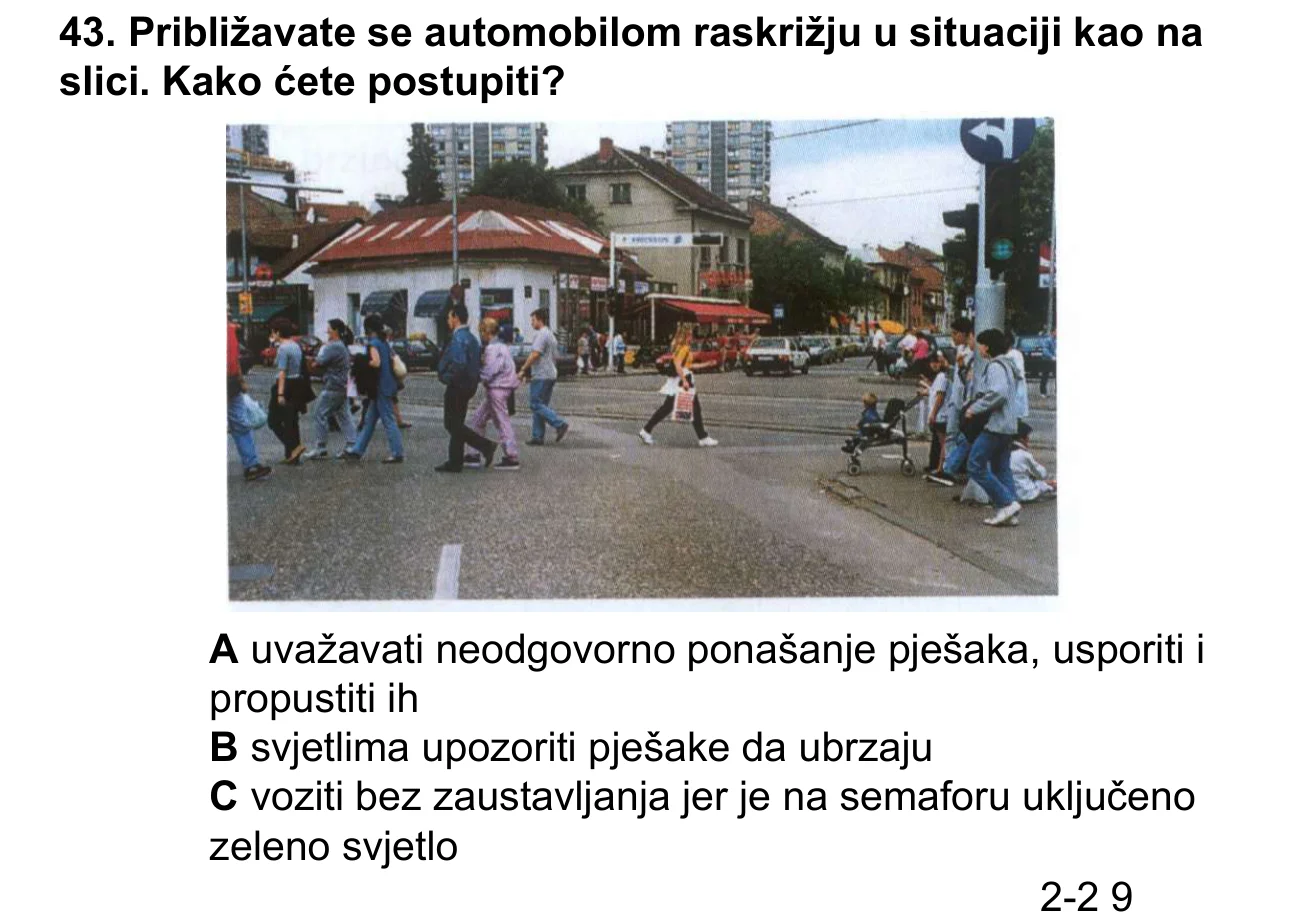 43. Približavate se automobilom raskrižju u situaciji kao na
slici. Kako ćete postupiti?
A uvažavati neodgovorno ponašanje pješaka, usporiti i
propustiti ih
B svjetlima upozoriti pješake da ubrzaju
C voziti bez zaustavljanja jer je na semaforu uključeno
zeleno svjetlo
2-2 9